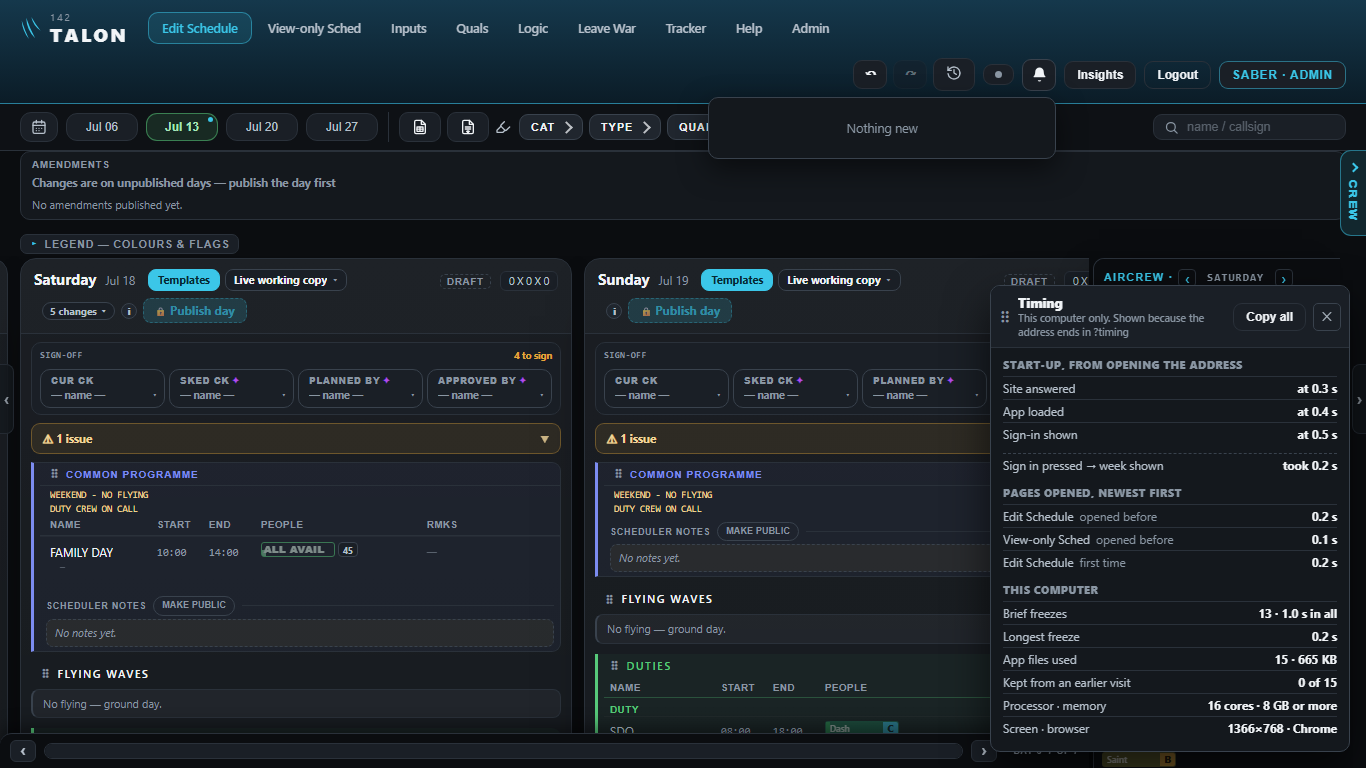 142
TALON
Edit Schedule
View-only Sched
Inputs
Quals
Logic
Leave War
Tracker
Help
Admin
Insights
Logout
SABER · ADMIN
Jul 06
Jul 13
Jul 20
Jul 27
CAT
TYPE
Nothing new
name / callsign
AMENDMENTS
Changes are on unpublished days — publish the day first
No amendments published yet.
CREW
LEGEND — COLOURS & FLAGS
Saturday Jul 18
Templates
Live working copy
DRAFT
0X0X0
5 changes
i
Publish day
SIGN-OFF
4 to sign
CUR CK
— name —
SKED CK
— name —
PLANNED BY
— name —
APPROVED BY
— name —
1 issue
COMMON PROGRAMME
WEEKEND - NO FLYING
DUTY CREW ON CALL
NAME START END PEOPLE RMKS
FAMILY DAY 10:00 14:00 ALL AVAIL 45 —
–
SCHEDULER NOTES MAKE PUBLIC
No notes yet.
FLYING WAVES
No flying — ground day.
Sunday Jul 19
Templates
Live working copy
DRAFT
0X
i
Publish day
SIGN-OFF
CUR CK
— name —
SKED CK
— name —
PLANNED BY
— name —
1 issue
COMMON PROGRAMME
WEEKEND - NO FLYING
DUTY CREW ON CALL
SCHEDULER NOTES MAKE PUBLIC
No notes yet.
FLYING WAVES
No flying — ground day.
DUTIES
NAME START END PEOPLE
DUTY
SDO 08:00 18:00 Dash C
AIRCREW · SATURDAY
Timing
This computer only. Shown because the
address ends in ?timing
Copy all
START-UP, FROM OPENING THE ADDRESS
Site answered at 0.3 s
App loaded at 0.4 s
Sign-in shown at 0.5 s
Sign in pressed → week shown took 0.2 s
PAGES OPENED, NEWEST FIRST
Edit Schedule opened before 0.2 s
View-only Sched opened before 0.1 s
Edit Schedule first time 0.2 s
THIS COMPUTER
Brief freezes 13 · 1.0 s in all
Longest freeze 0.2 s
App files used 15 · 665 KB
Kept from an earlier visit 0 of 15
Processor · memory 16 cores · 8 GB or more
Screen · browser 1366×768 · Chrome
Saint B